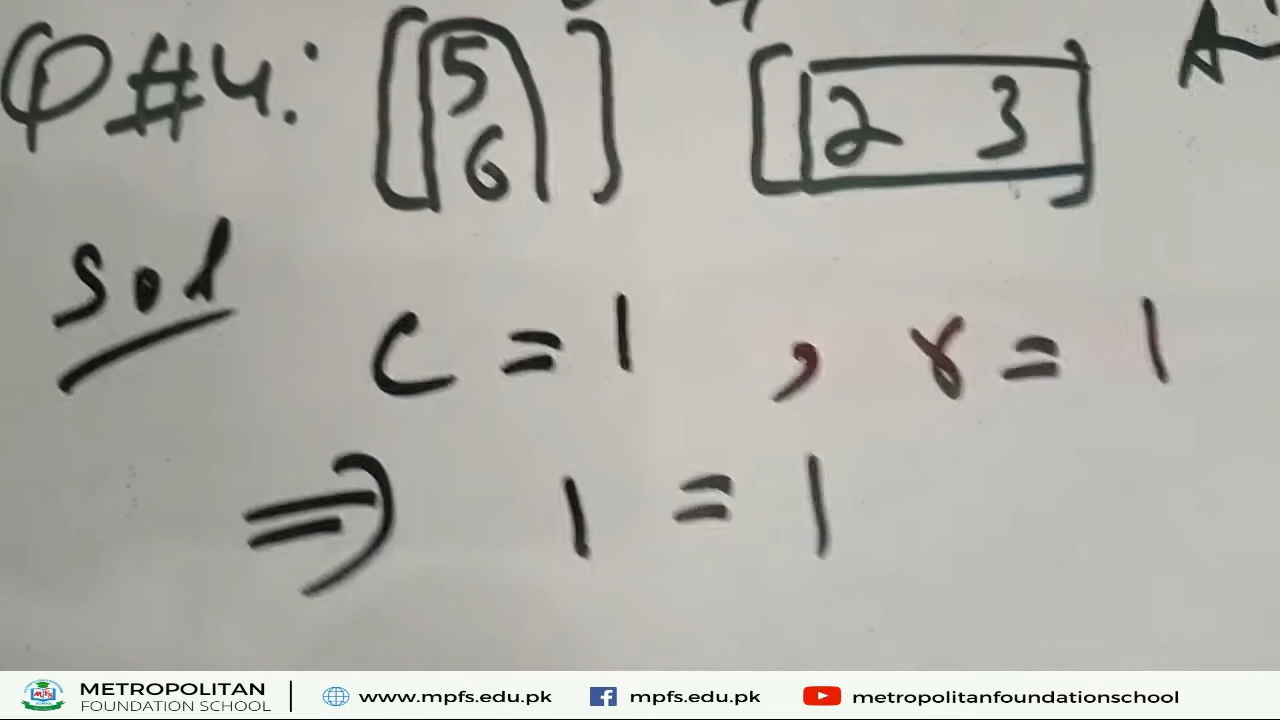 Q#4: [5 6] [2 3]
Sol
c = 1 , r = 1
⇒ 1 = 1
METROPOLITAN
FOUNDATION SCHOOL
www.mpfs.edu.pk
mpfs.edu.pk
metropolitanfoundationschool